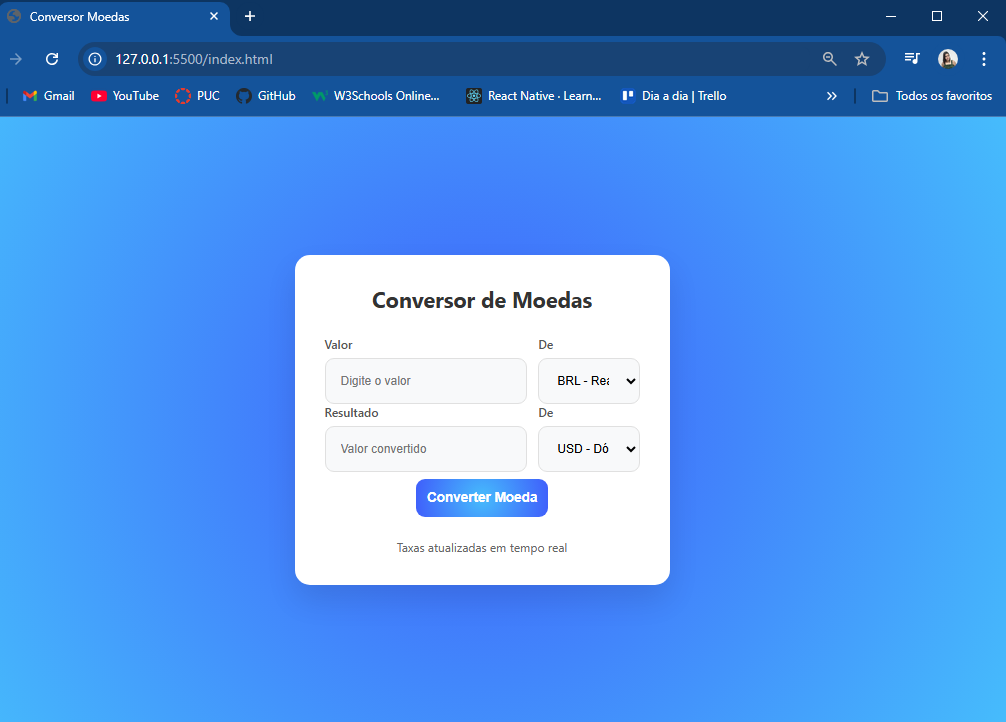 Conversor Moedas
127.0.0.1:5500/index.html
Gmail YouTube PUC GitHub W3Schools Online... React Native · Learn... Dia a dia | Trello » Todos os favoritos
Conversor de Moedas
Valor De
Digite o valor BRL - Rea
Resultado De
Valor convertido USD - Dó
Converter Moeda
Taxas atualizadas em tempo real